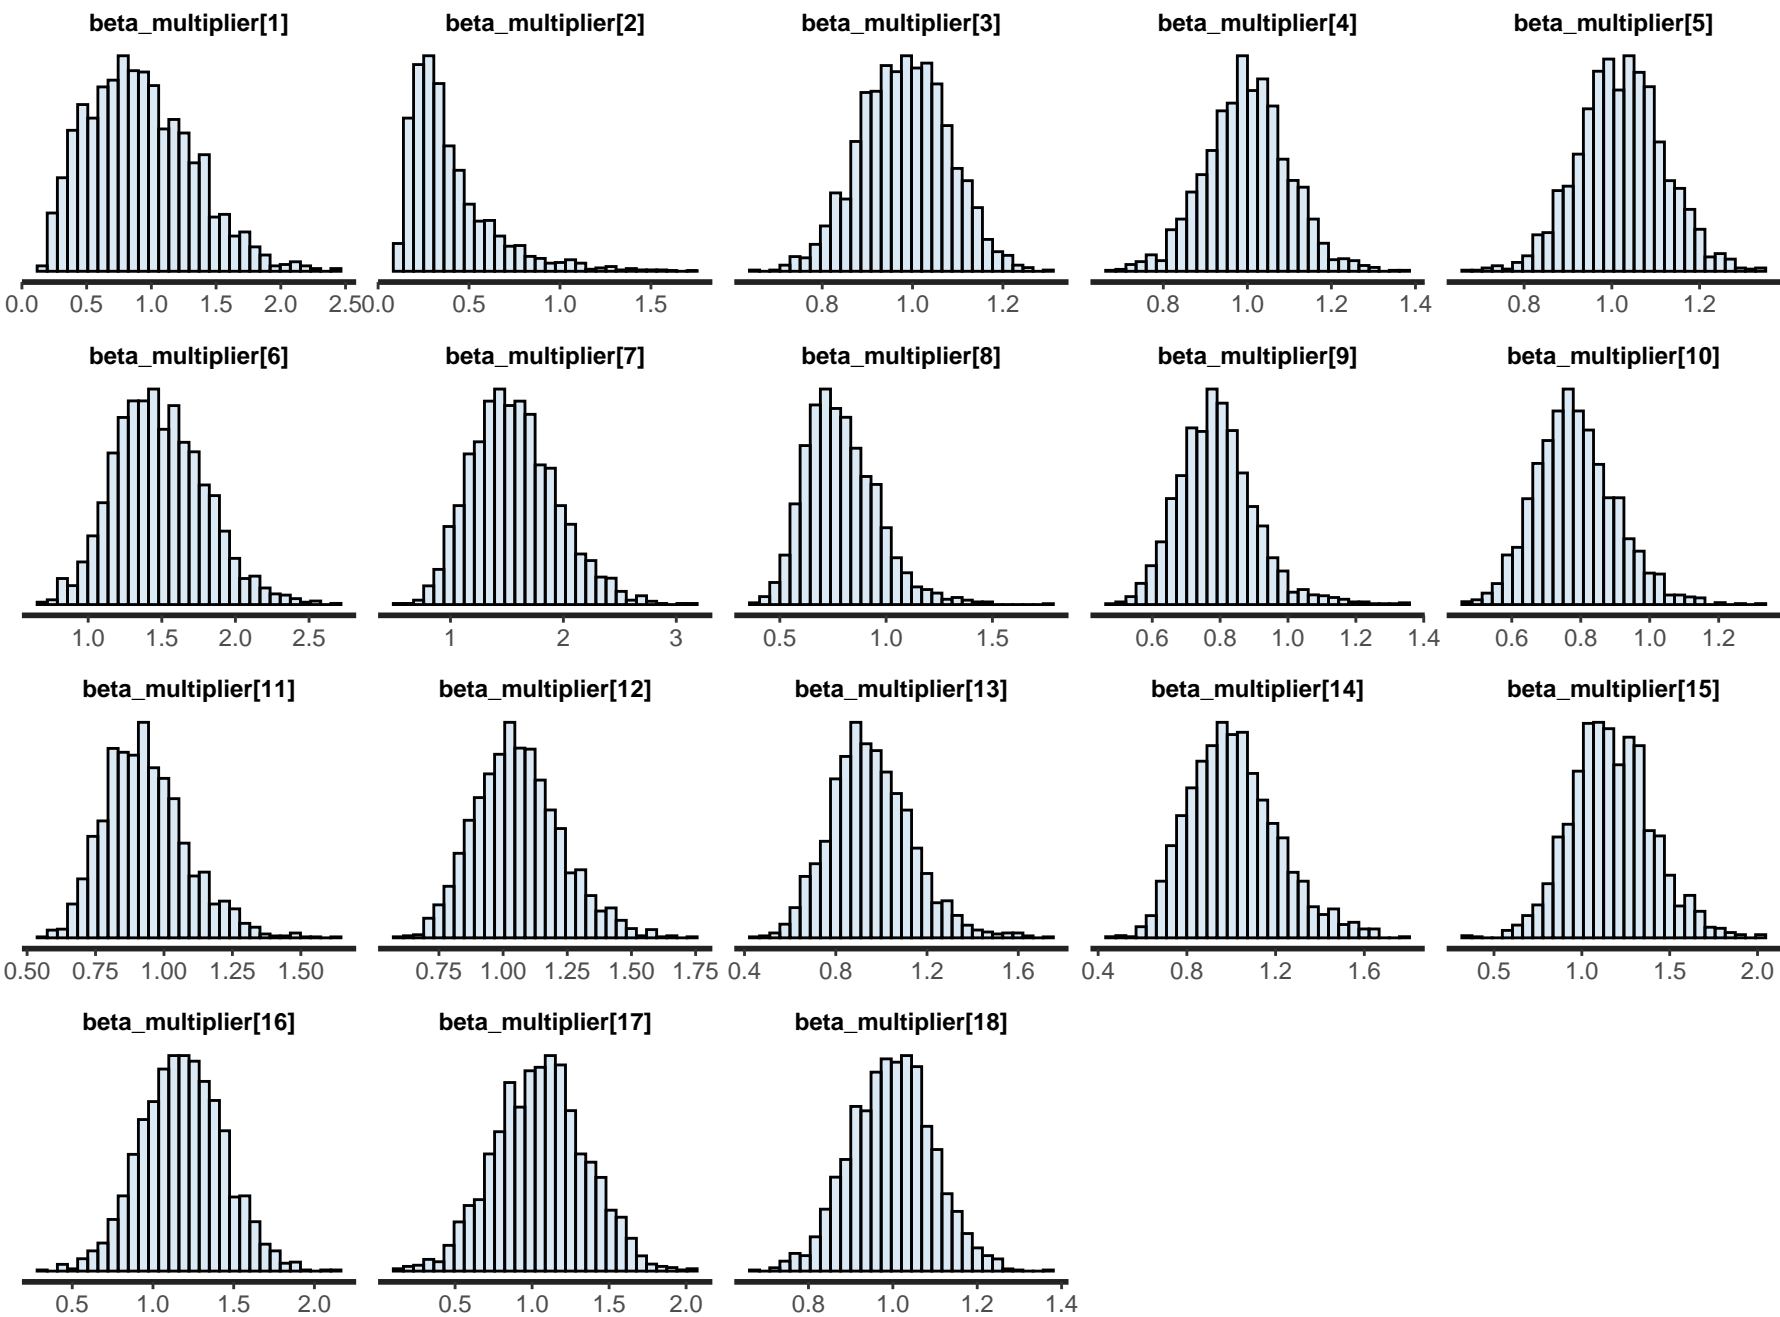 beta_multiplier[1] beta_multiplier[2] beta_multiplier[3] beta_multiplier[4] beta_multiplier[5]
0.0 0.5 1.0 1.5 2.0 2.5 0.0 0.5 1.0 1.5 0.8 1.0 1.2 0.8 1.0 1.2 1.4 0.8 1.0 1.2
beta_multiplier[6] beta_multiplier[7] beta_multiplier[8] beta_multiplier[9] beta_multiplier[10]
1.0 1.5 2.0 2.5 1 2 3 0.5 1.0 1.5 0.6 0.8 1.0 1.2 1.4 0.6 0.8 1.0 1.2
beta_multiplier[11] beta_multiplier[12] beta_multiplier[13] beta_multiplier[14] beta_multiplier[15]
0.50 0.75 1.00 1.25 1.50 0.75 1.00 1.25 1.50 1.75 0.4 0.8 1.2 1.6 0.4 0.8 1.2 1.6 0.5 1.0 1.5 2.0
beta_multiplier[16] beta_multiplier[17] beta_multiplier[18]
0.5 1.0 1.5 2.0 0.5 1.0 1.5 2.0 0.8 1.0 1.2 1.4